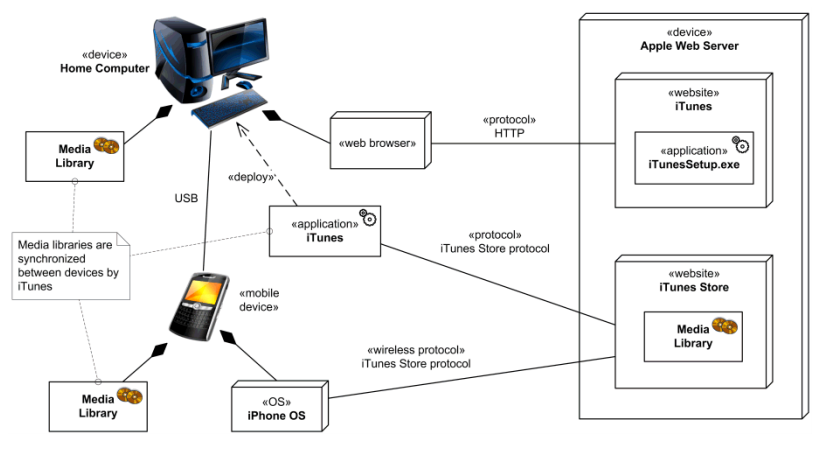 «device»
Home Computer
«device»
Apple Web Server
«website»
iTunes
«application»
iTunesSetup.exe
«protocol»
HTTP
«web browser»
Media
Library
«deploy»
USB
«application»
iTunes
«protocol»
iTunes Store protocol
Media libraries are
synchronized
between devices by
iTunes
«mobile
device»
«website»
iTunes Store
Media
Library
«wireless protocol»
iTunes Store protocol
Media
Library
«OS»
iPhone OS